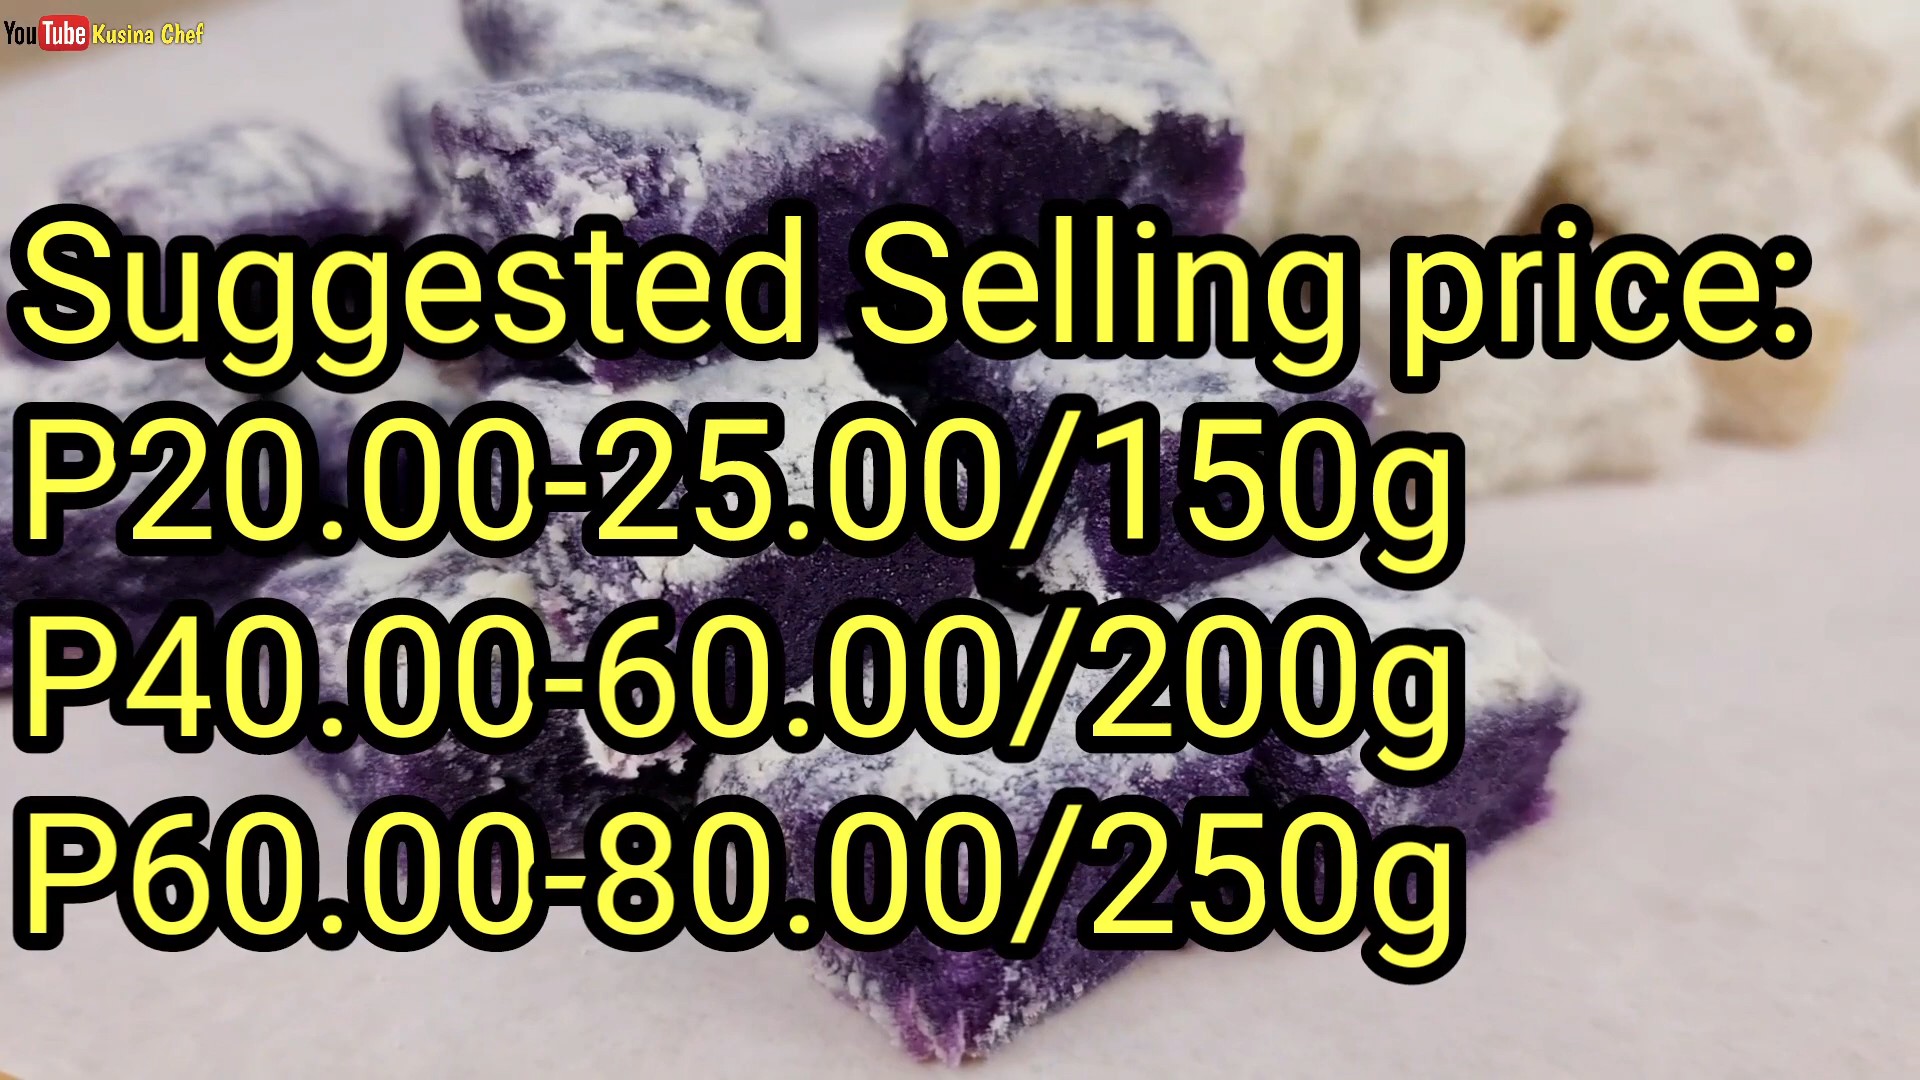 YouTube Kusina Chef
Suggested Selling price:
P20.00-25.00/150g
P40.00-60.00/200g
P60.00-80.00/250g